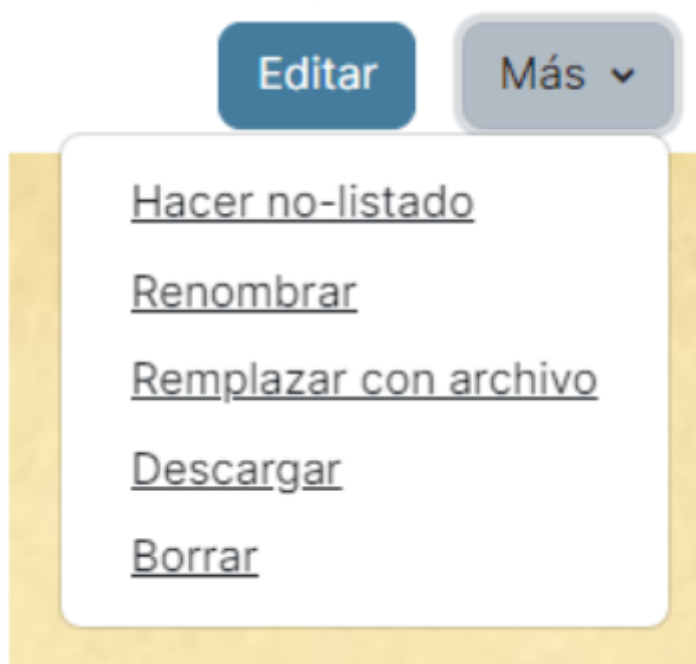 Editar
Más
Hacer no-listado
Renombrar
Remplazar con archivo
Descargar
Borrar